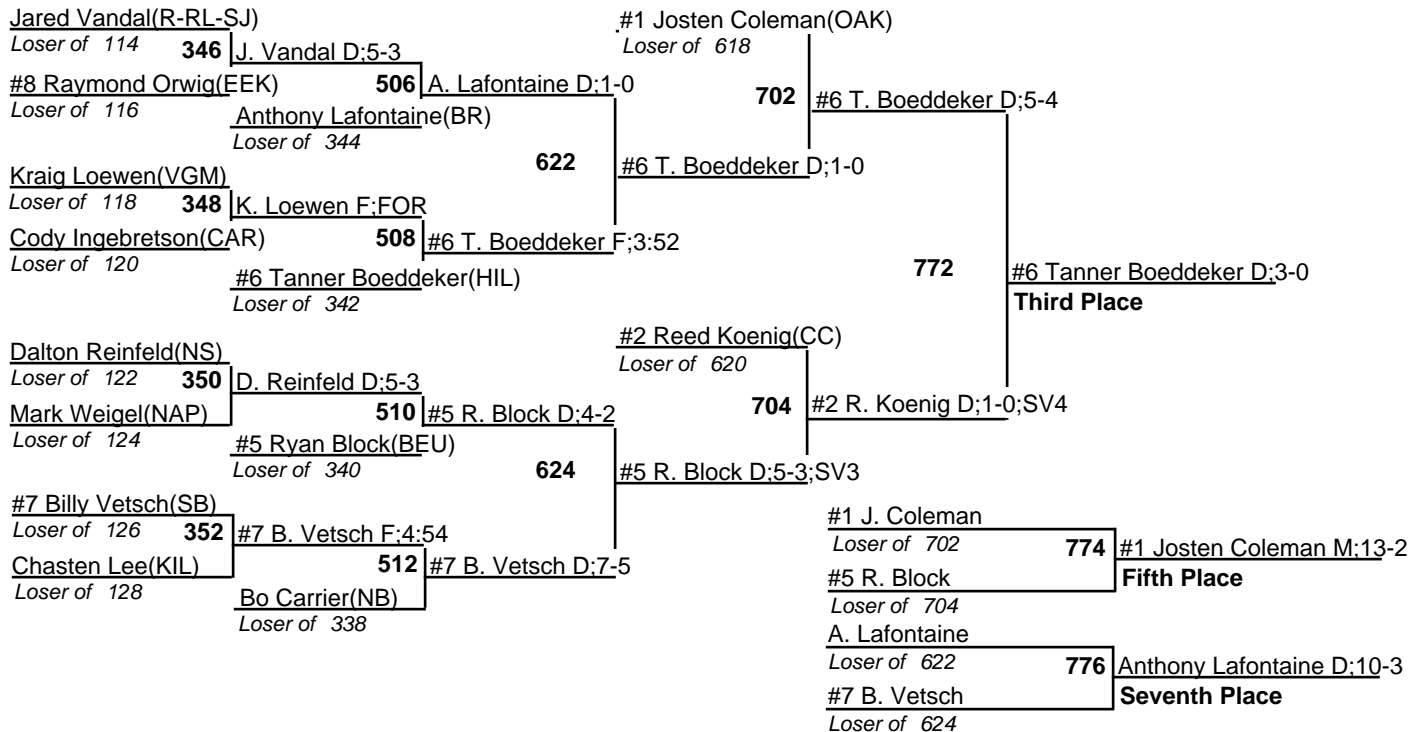 Jared Vandal(R-RL-SJ)
Loser of 114
346
J. Vandal D;5-3
#8 Raymond Orwig(EEK)
Loser of 116
506
A. Lafontaine D;1-0
Anthony Lafontaine(BR)
Loser of 344
622
#6 T. Boeddeker D;1-0
Kraig Loewen(VGM)
Loser of 118
348
K. Loewen F;FOR
Cody Ingebretson(CAR)
Loser of 120
508
#6 T. Boeddeker F;3:52
#6 Tanner Boeddeker(HIL)
Loser of 342
#1 Josten Coleman(OAK)
Loser of 618
702
#6 T. Boeddeker D;5-4
772
#6 Tanner Boeddeker D;3-0
Third Place
Dalton Reinfeld(NS)
Loser of 122
350
D. Reinfeld D;5-3
Mark Weigel(NAP)
Loser of 124
510
#5 R. Block D;4-2
#5 Ryan Block(BEU)
Loser of 340
624
#5 R. Block D;5-3;SV3
#7 Billy Vetsch(SB)
Loser of 126
352
#7 B. Vetsch F;4:54
Chasten Lee(KIL)
Loser of 128
512
#7 B. Vetsch D;7-5
Bo Carrier(NB)
Loser of 338
#2 Reed Koenig(CC)
Loser of 620
704
#2 R. Koenig D;1-0;SV4
#1 J. Coleman
Loser of 702
774
#1 Josten Coleman M;13-2
Fifth Place
#5 R. Block
Loser of 704
A. Lafontaine
Loser of 622
776
Anthony Lafontaine D;10-3
Seventh Place
#7 B. Vetsch
Loser of 624